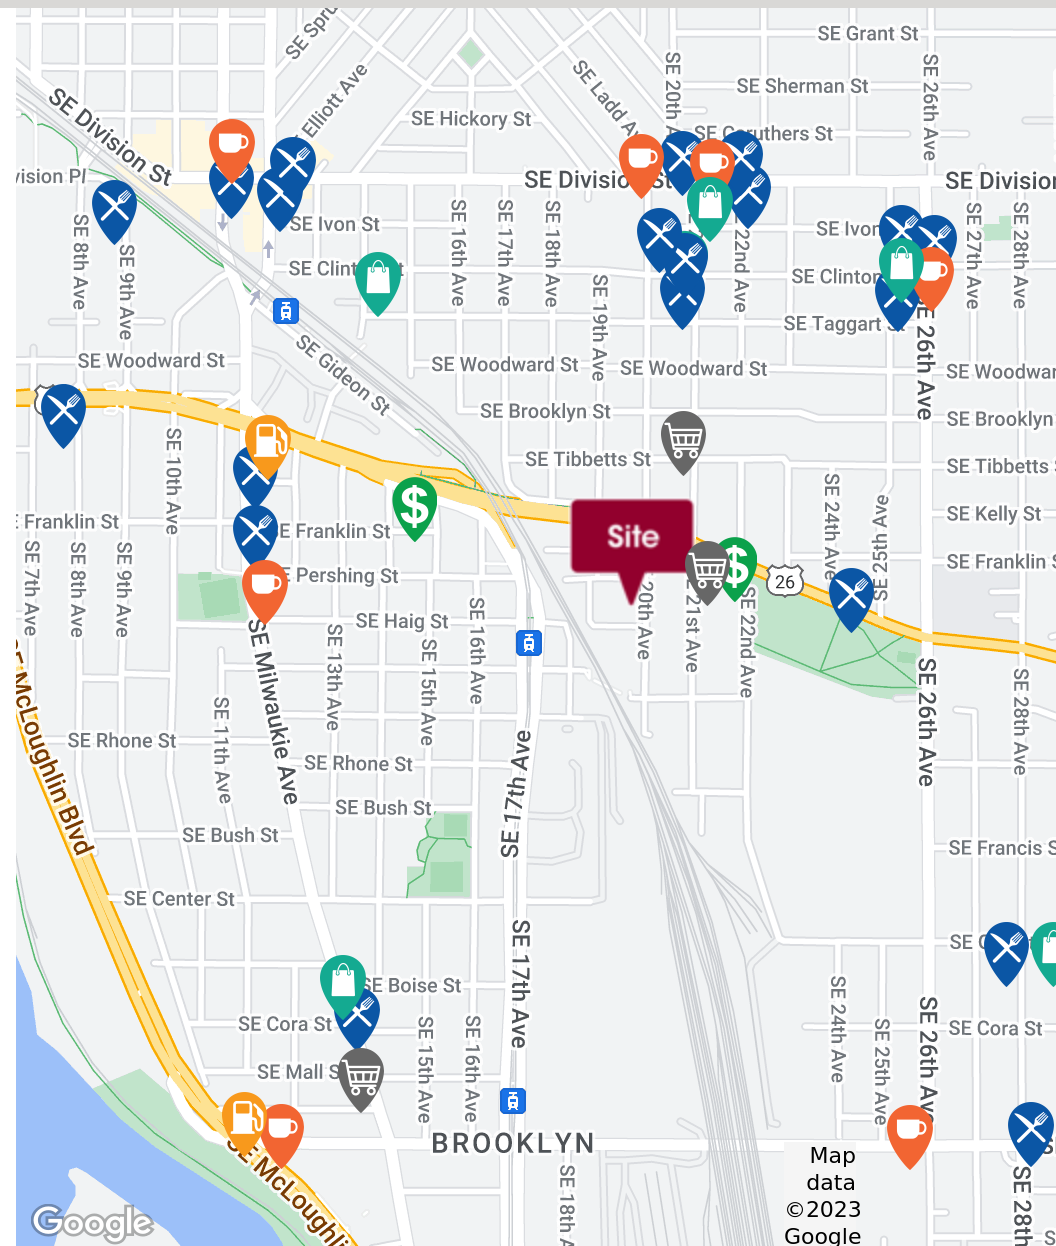 SE Spru
SE Grant St
SE Elliott Ave
SE Ladd A
SE 20th A
SE Sherman St
SE 26th Ave
SE Division St
SE Hickory St
SE Caruthers St
vision Pl
SE Division St
SE Division
SE Ivon St
SE Ivon
SE 8th Ave
SE 9th Ave
SE 16th Ave
SE 17th Ave
SE 18th Ave
22nd Ave
SE 27th Ave
SE 28th Ave
SE Clinton St
SE Clinton
SE 19th Ave
SE Taggart St
SE 26th Ave
SE Woodward St
SE Gideon St
SE Woodward St
SE Woodward St
SE Woodwar
SE Brooklyn St
SE Brooklyn
SE 10th Ave
SE Tibbetts St
SE Tibbetts
SE 24th Ave
SE 25th Ave
SE Franklin St
SE Franklin St
SE Kelly St
Site
SE 7th Ave
SE 8th Ave
SE 9th Ave
SE Pershing St
SE Franklin S
26
20th Ave
21st Ave
SE 22nd Ave
SE Haig St
SE 16th Ave
SE Milwaukie Ave
SE 13th Ave
SE 15th Ave
SE McLoughlin Blvd
SE 11th Ave
SE 26th Ave
SE 28th Ave
SE Rhone St
SE Rhone St
SE 17th Ave
SE Bush St
SE Bush St
SE Francis S
SE Center St
SE 17th Ave
SE C
SE Boise St
SE 24th Ave
SE 26th Ave
SE Cora St
SE 15th Ave
SE 16th Ave
SE 25th Ave
SE Cora St
SE Mall S
BROOKLYN
SE McLoughli
SE 18th A
SE 28th
Map
data
©2023
Google
Google